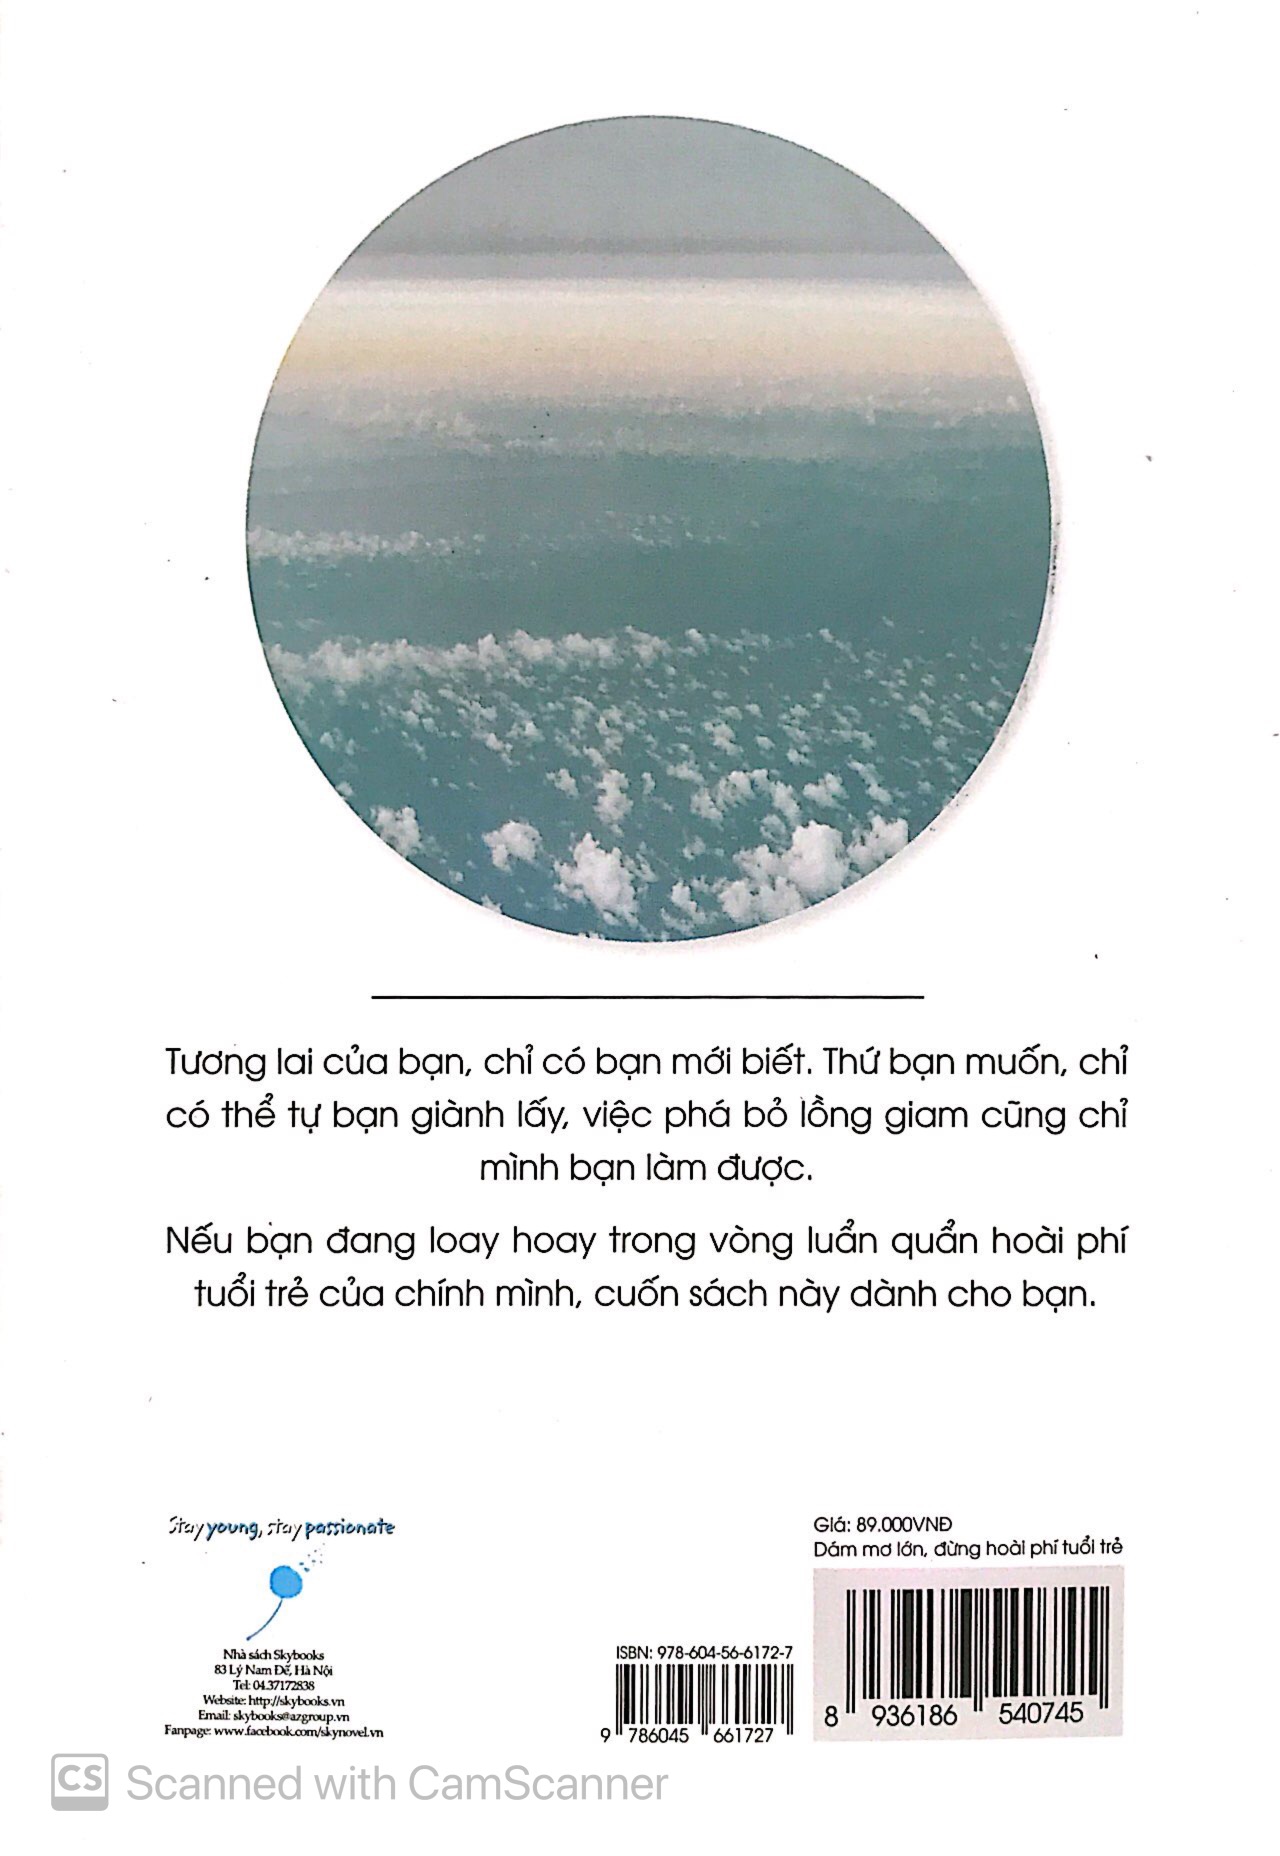 Tương lai của bạn, chỉ có bạn mới biết. Thứ bạn muốn, chỉ
có thể tự bạn giành lấy, việc phá bỏ lồng giam cũng chỉ
mình bạn làm được.
Nếu bạn đang loay hoay trong vòng luẩn quẩn hoài phí
tuổi trẻ của chính mình, cuốn sách này dành cho bạn.
Stay young, stay passionate
Nhà sách Skybooks
83 Lý Nam Đế, Hà Nội
Tel: 04.37172838
Website: http://skybooks.vn
Email: skybooks@azgroup.vn
Fanpage: www.facebook.com/skynovel.vn
ISBN: 978-604-56-6172-7
9 786045 661727
Giá: 89.000VNĐ
Dám mơ lớn, đừng hoài phí tuổi trẻ
8 936186 540745
CS Scanned with CamScanner